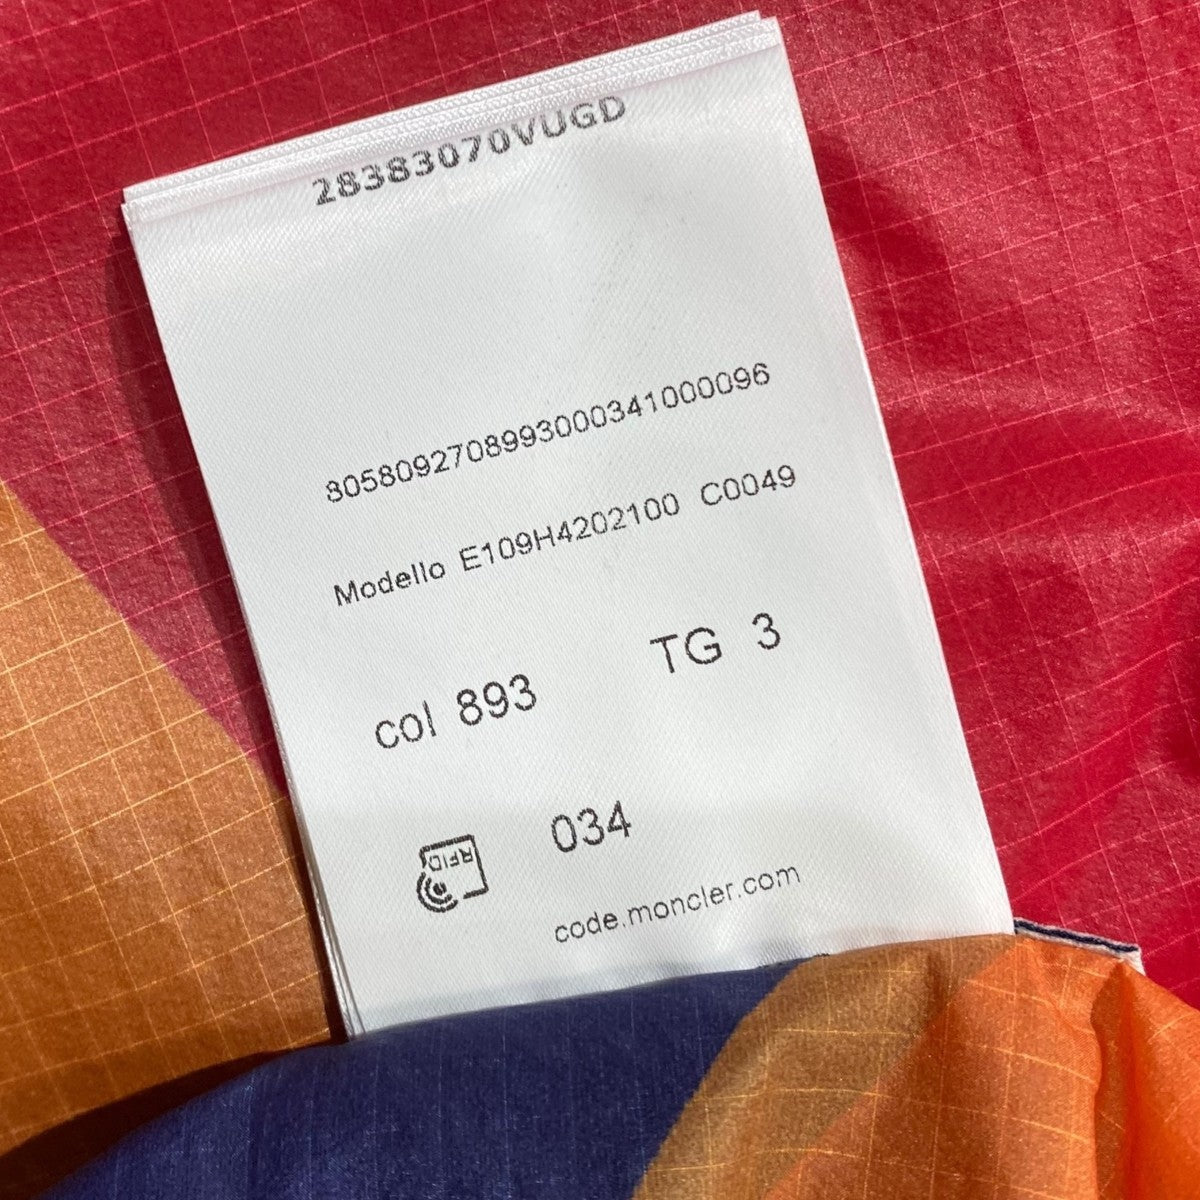 28383070VUGD
8058092708993000341000096
Modello E109H4202100 C0049
col 893 TG 3
RFID 034
code.moncler.com